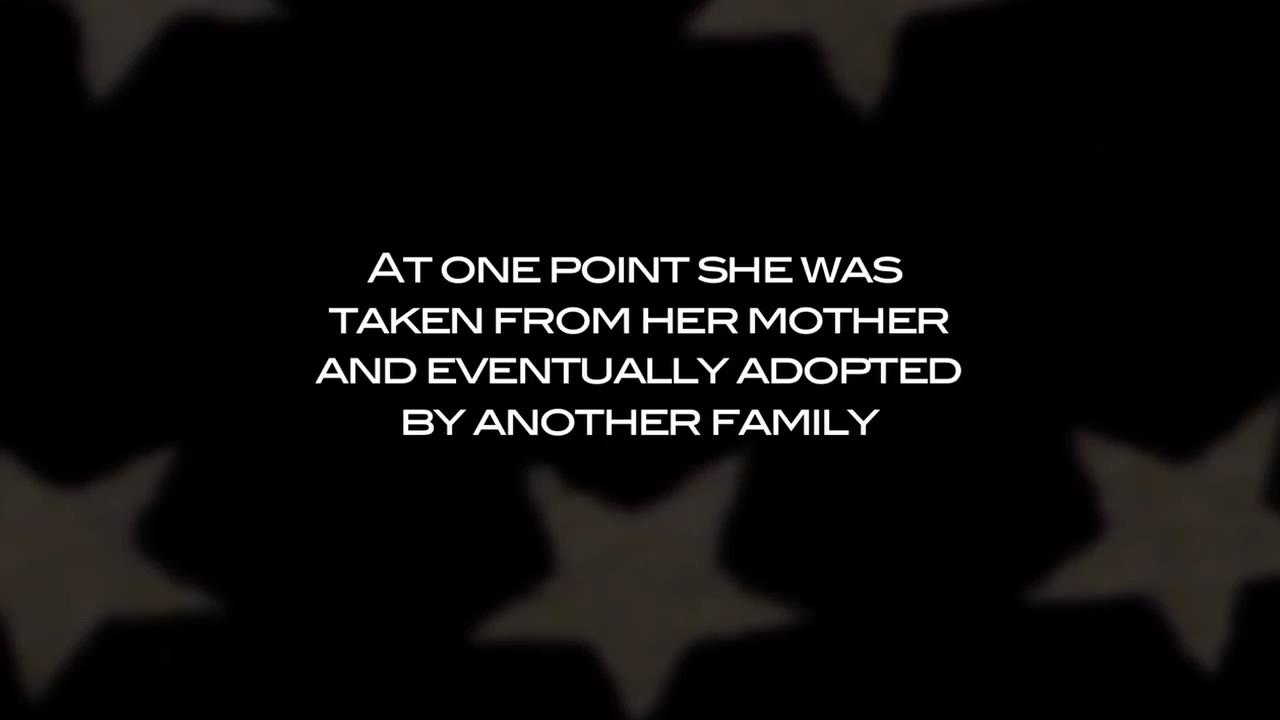 At one point she was
taken from her mother
and eventually adopted
by another family